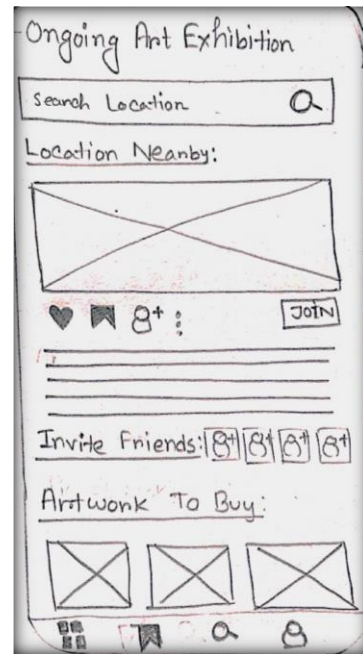 Ongoing Art Exhibition
Search Location
Location Nearby:
JOIN
Invite Friends:
Artwork To Buy: